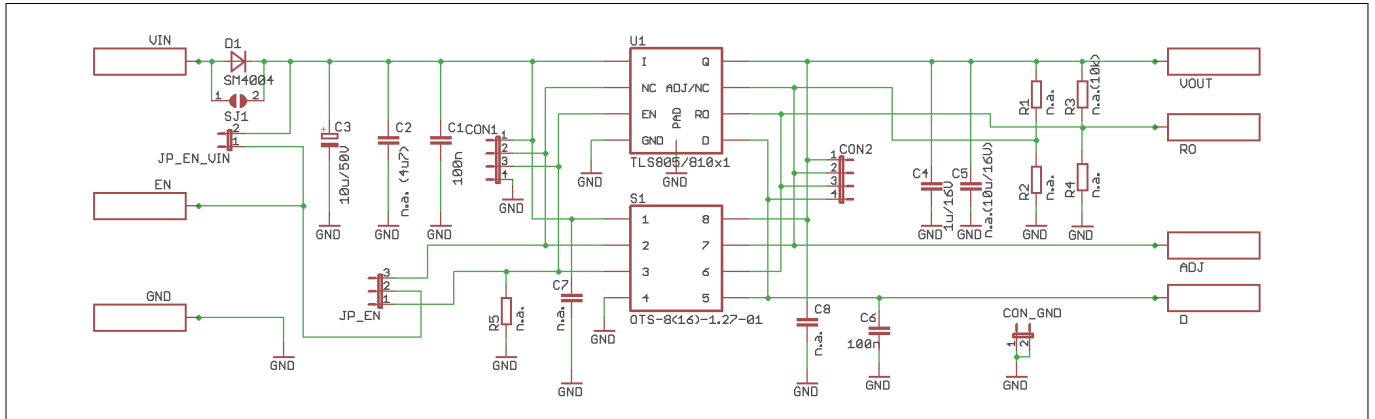 VIN
D1
SM4004
1 2
SJ1
2
1
JP_EN_VIN
EN
GND
GND
C3
+
10u/50V
GND
C2
n.a. (4u7)
GND
C1
100n
GND
CON1
1
2
3
4
GND
JP_EN
3
2
1
R5
n.a.
GND
C7
n.a.
GND
U1
I
NC
EN
GND
Q
ADJ/NC
RO
D
PAD
TLS805/810x1
GND
GND
S1
1
2
3
4
8
7
6
5
OTS-8(16)-1.27-01
GND
CON2
1
2
3
4
C8
n.a.
GND
C6
100n
GND
C4
1u/16V
GND
C5
n.a.(10u/16V)
GND
R1
n.a.
R3
n.a.(10k)
R2
n.a.
GND
R4
n.a.
GND
CON_GND
1
2
GND
VOUT
RO
ADJ
D